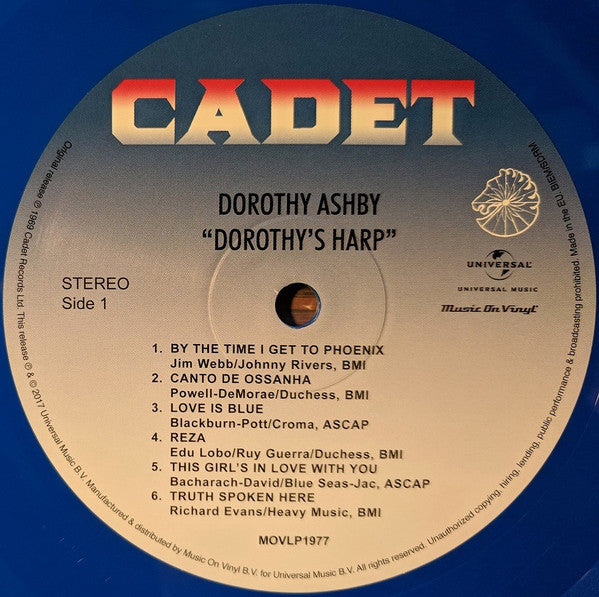 CADET
DOROTHY ASHBY
“DOROTHY'S HARP”
STEREO
Side 1
UNIVERSAL
UNIVERSAL MUSIC
Music On Vinyl
1. BY THE TIME I GET TO PHOENIX
Jim Webb/Johnny Rivers, BMI
2. CANTO DE OSSANHA
Powell-DeMorae/Duchess, BMI
3. LOVE IS BLUE
Blackburn-Pott/Croma, ASCAP
4. REZA
Edu Lobo/Ruy Guerra/Duchess, BMI
5. THIS GIRL'S IN LOVE WITH YOU
Bacharach-David/Blue Seas-Jac, ASCAP
6. TRUTH SPOKEN HERE
Richard Evans/Heavy Music, BMI
MOVLP1977
Original release ℗ 1969 Cadet Records Ltd. This release ℗ & © 2017 Universal Music B.V. Manufactured & distributed by Music On Vinyl B.V. for Universal Music B.V. All rights reserved. Unauthorized copying, hiring, lending, public performance & broadcasting prohibited. Made in the EU. BIEM/SDRM.